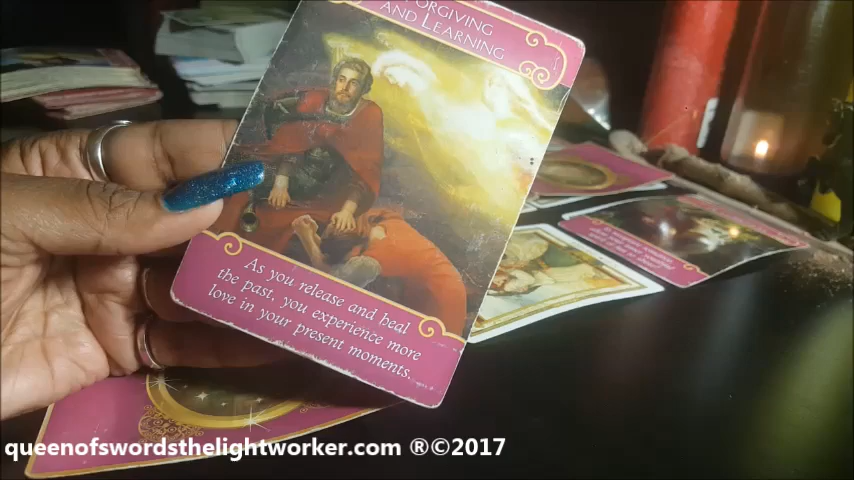 FORGIVING
AND LEARNING
As you release and heal
the past, you experience more
love in your present moments.
queenofswordsthelightworker.com ®©2017